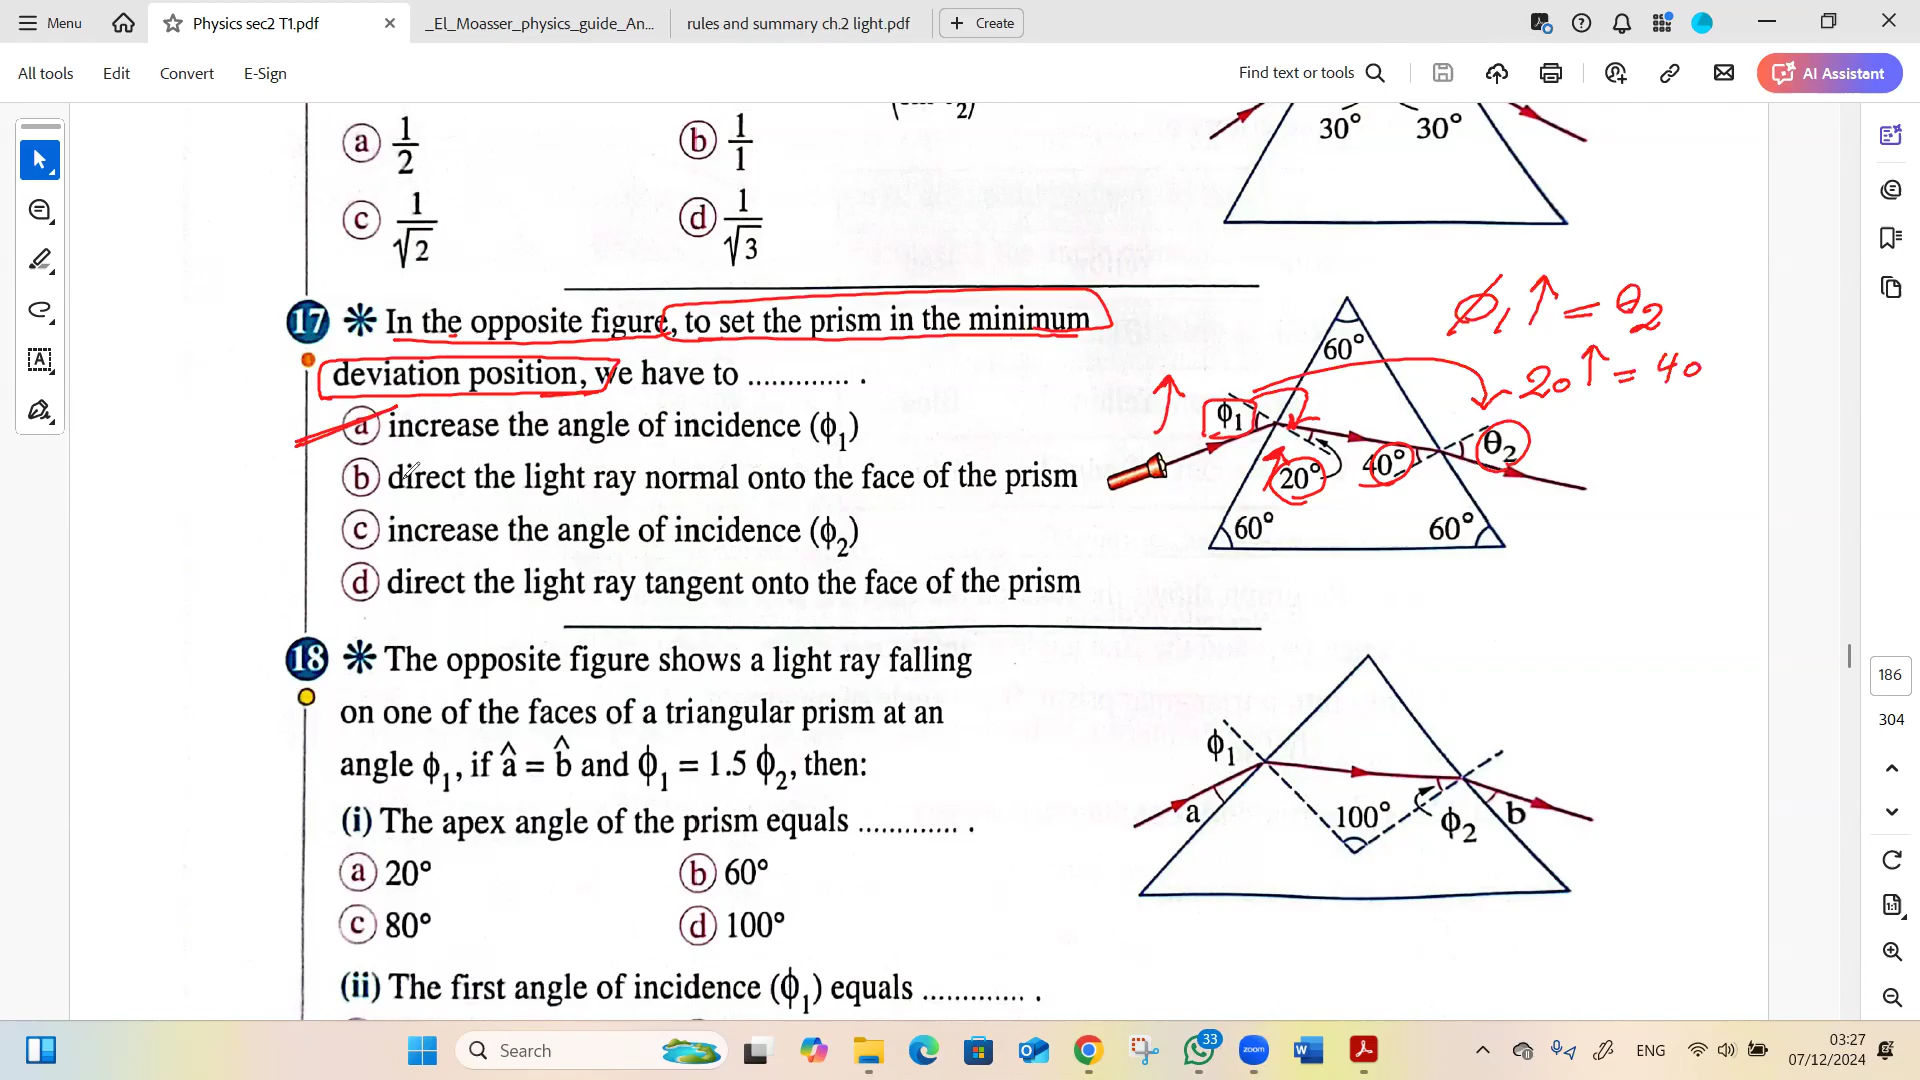 Menu
Physics sec2 T1.pdf
_El_Moasser_physics_guide_An...
rules and summary ch.2 light.pdf
+ Create
All tools
Edit
Convert
E-Sign
Find text or tools
AI Assistant
a 1/2
b 1/1
c 1/√2
d 1/√3
30° 30°
17 * In the opposite figure, to set the prism in the minimum
deviation position, we have to ............. .
a increase the angle of incidence (ϕ1)
b direct the light ray normal onto the face of the prism
c increase the angle of incidence (ϕ2)
d direct the light ray tangent onto the face of the prism
60°
ϕ1
20°
40°
θ2
60° 60°
ϕ1 ↑ = θ2
20 ↑ = 40
18 * The opposite figure shows a light ray falling
on one of the faces of a triangular prism at an
angle ϕ1, if â = b̂ and ϕ1 = 1.5 ϕ2, then:
(i) The apex angle of the prism equals ............. .
a 20°
b 60°
c 80°
d 100°
(ii) The first angle of incidence (ϕ1) equals ............. .
ϕ1
a
100°
ϕ2
b
186
304
Search
33
zoom
ENG
03:27
07/12/2024